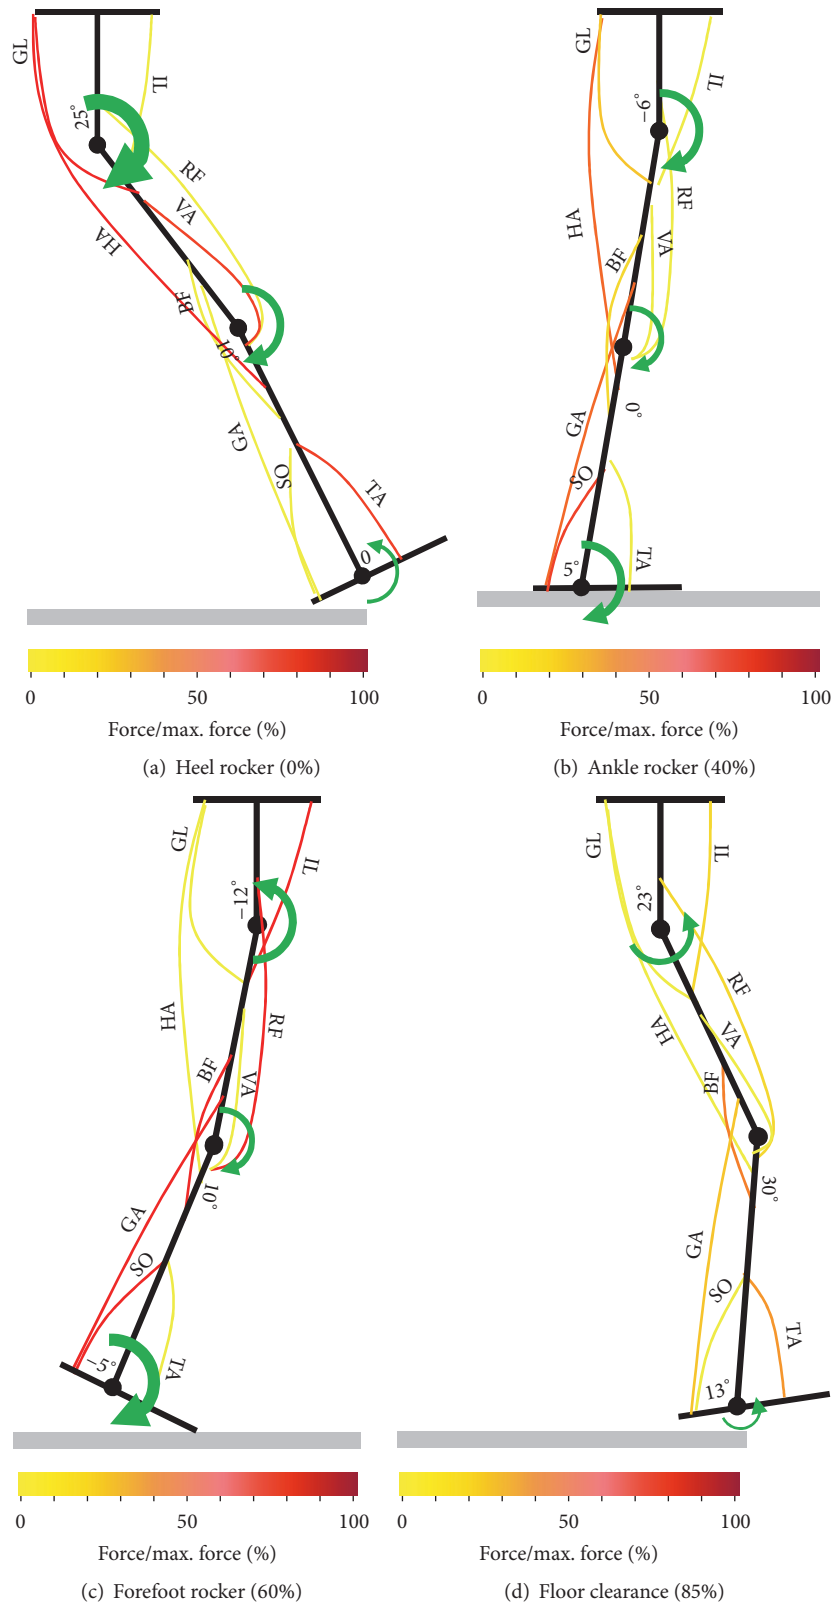 GL
IL
25°
RF
VA
HA
BF
10°
GA
SO
TA
0
0 50 100
Force/max. force (%)
(a) Heel rocker (0%)
GL
IL
−6°
RF
HA
VA
BF
0°
GA
SO
TA
5°
0 50 100
Force/max. force (%)
(b) Ankle rocker (40%)
GL
IL
−12°
HA
RF
BF
VA
10°
GA
SO
TA
−5°
0 50 100
Force/max. force (%)
(c) Forefoot rocker (60%)
GL
IL
23°
RF
HA
VA
BF
30°
GA
SO
TA
13°
0 50 100
Force/max. force (%)
(d) Floor clearance (85%)